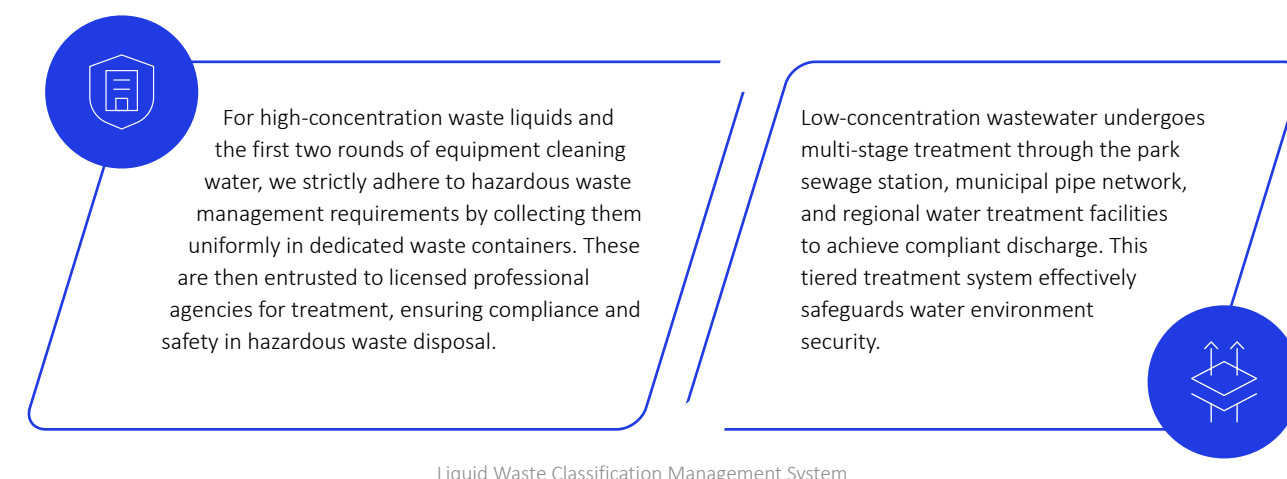 For high-concentration waste liquids and
the first two rounds of equipment cleaning
water, we strictly adhere to hazardous waste
management requirements by collecting them
uniformly in dedicated waste containers. These
are then entrusted to licensed professional
agencies for treatment, ensuring compliance and
safety in hazardous waste disposal.
Low-concentration wastewater undergoes
multi-stage treatment through the park
sewage station, municipal pipe network,
and regional water treatment facilities
to achieve compliant discharge. This
tiered treatment system effectively
safeguards water environment
security.
Liquid Waste Classification Management System